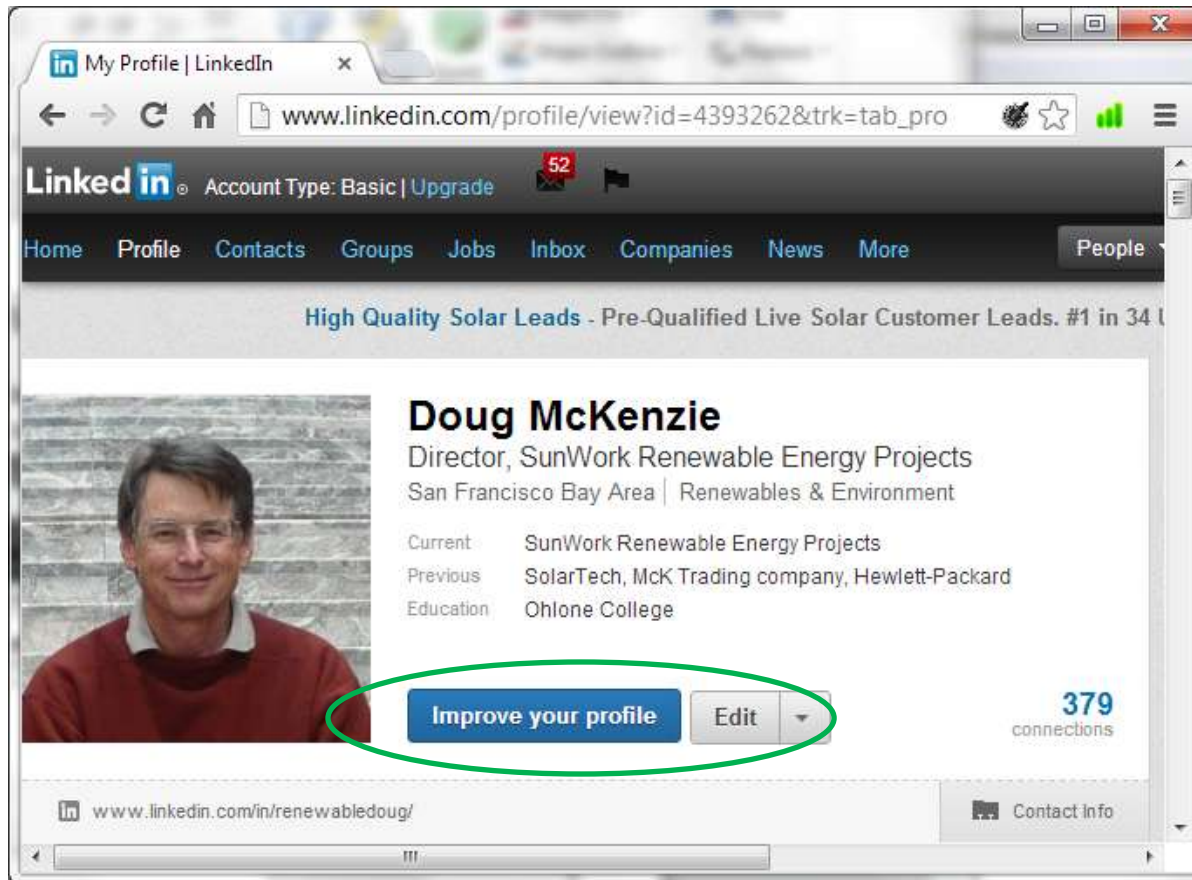 My Profile | LinkedIn
www.linkedin.com/profile/view?id=4393262&trk=tab_pro
Linked in® Account Type: Basic | Upgrade 52
Home Profile Contacts Groups Jobs Inbox Companies News More People
High Quality Solar Leads - Pre-Qualified Live Solar Customer Leads. #1 in 34
Doug McKenzie
Director, SunWork Renewable Energy Projects
San Francisco Bay Area | Renewables & Environment
Current SunWork Renewable Energy Projects
Previous SolarTech, McK Trading company, Hewlett-Packard
Education Ohlone College
Improve your profile Edit
379
connections
in www.linkedin.com/in/renewabledoug/ Contact Info